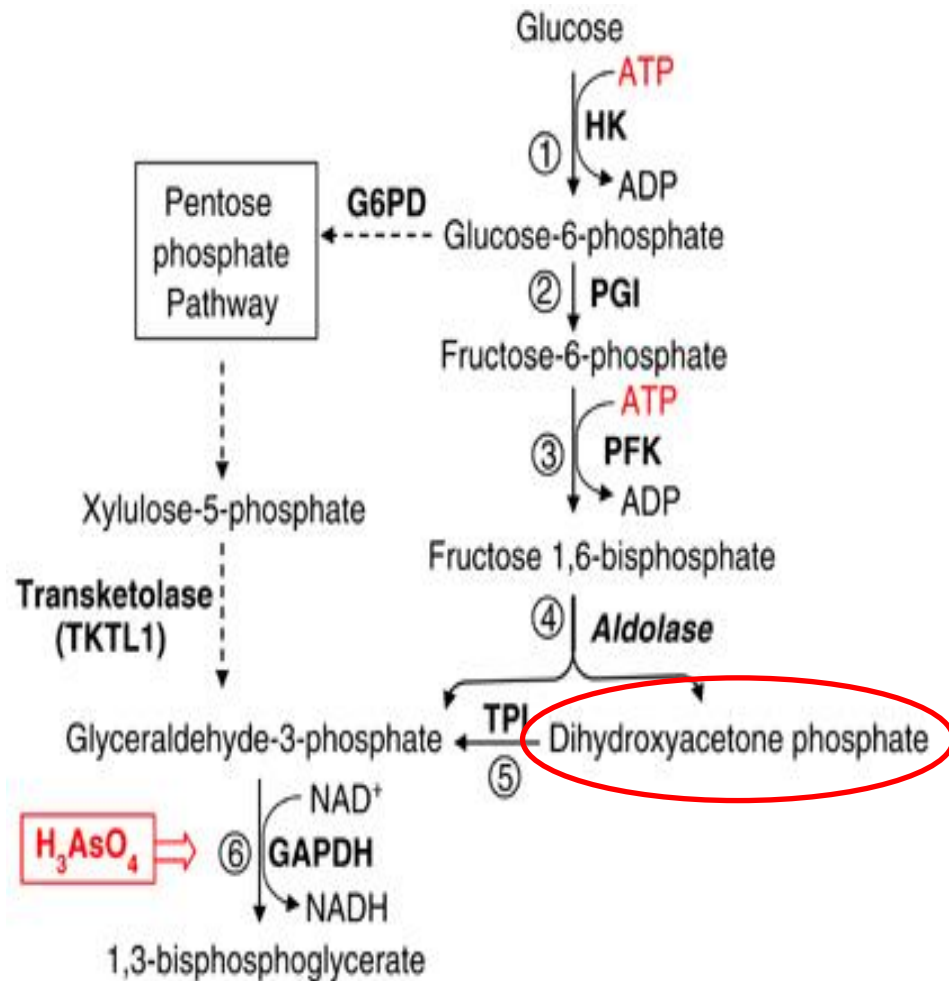 Glucose
ATP
HK
①
ADP
Pentose
phosphate
Pathway
G6PD
Glucose-6-phosphate
②
PGI
Fructose-6-phosphate
ATP
③
PFK
ADP
Xylulose-5-phosphate
Fructose 1,6-bisphosphate
Transketolase
(TKTL1)
④
Aldolase
Glyceraldehyde-3-phosphate
TPI
⑤
Dihydroxyacetone phosphate
H₃AsO₄
NAD⁺
⑥
GAPDH
NADH
1,3-bisphosphoglycerate